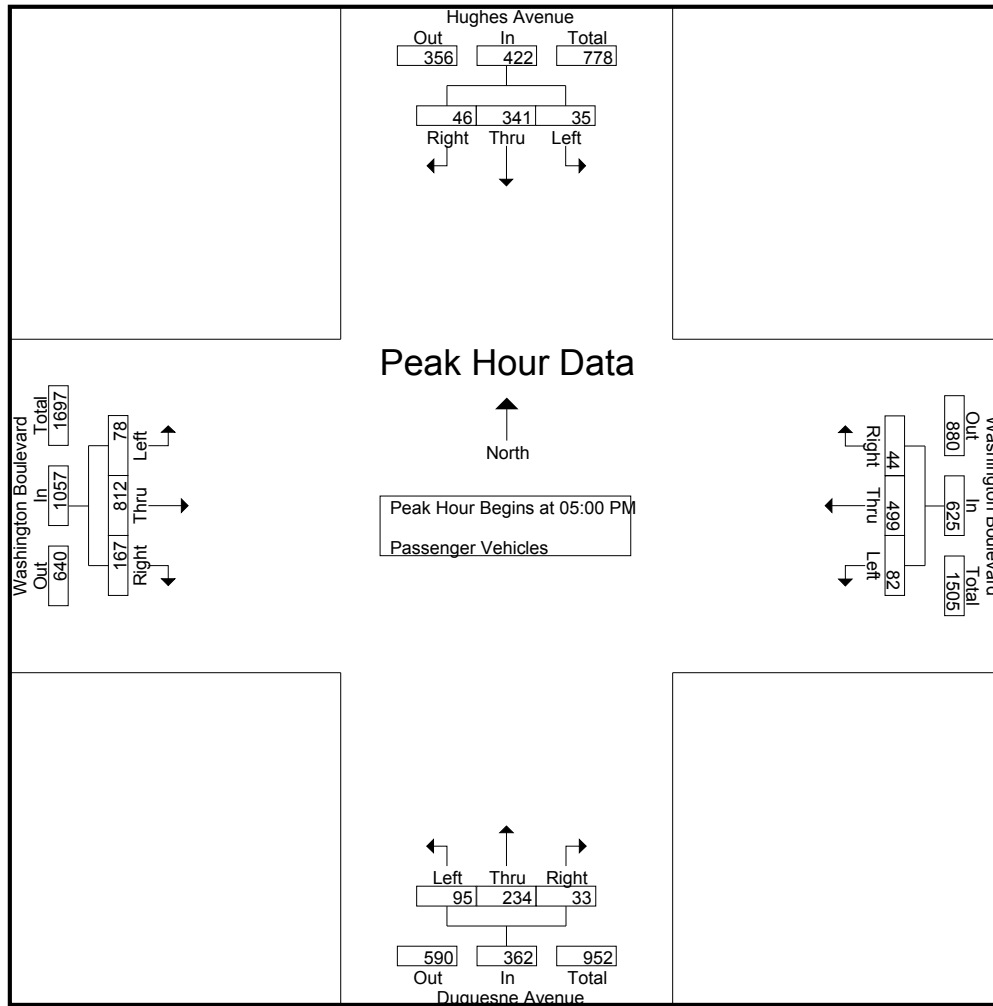 Hughes Avenue
Out In Total
356 422 778
46 341 35
Right Thru Left
Peak Hour Data
North
Peak Hour Begins at 05:00 PM
Passenger Vehicles
Washington Boulevard
Total In Out
1697 1057 640
78 812 167
Left Thru Right
Washington Boulevard
Out In Total
880 625 1505
44 499 82
Right Thru Left
Left Thru Right
95 234 33
590 362 952
Out In Total
Duquesne Avenue